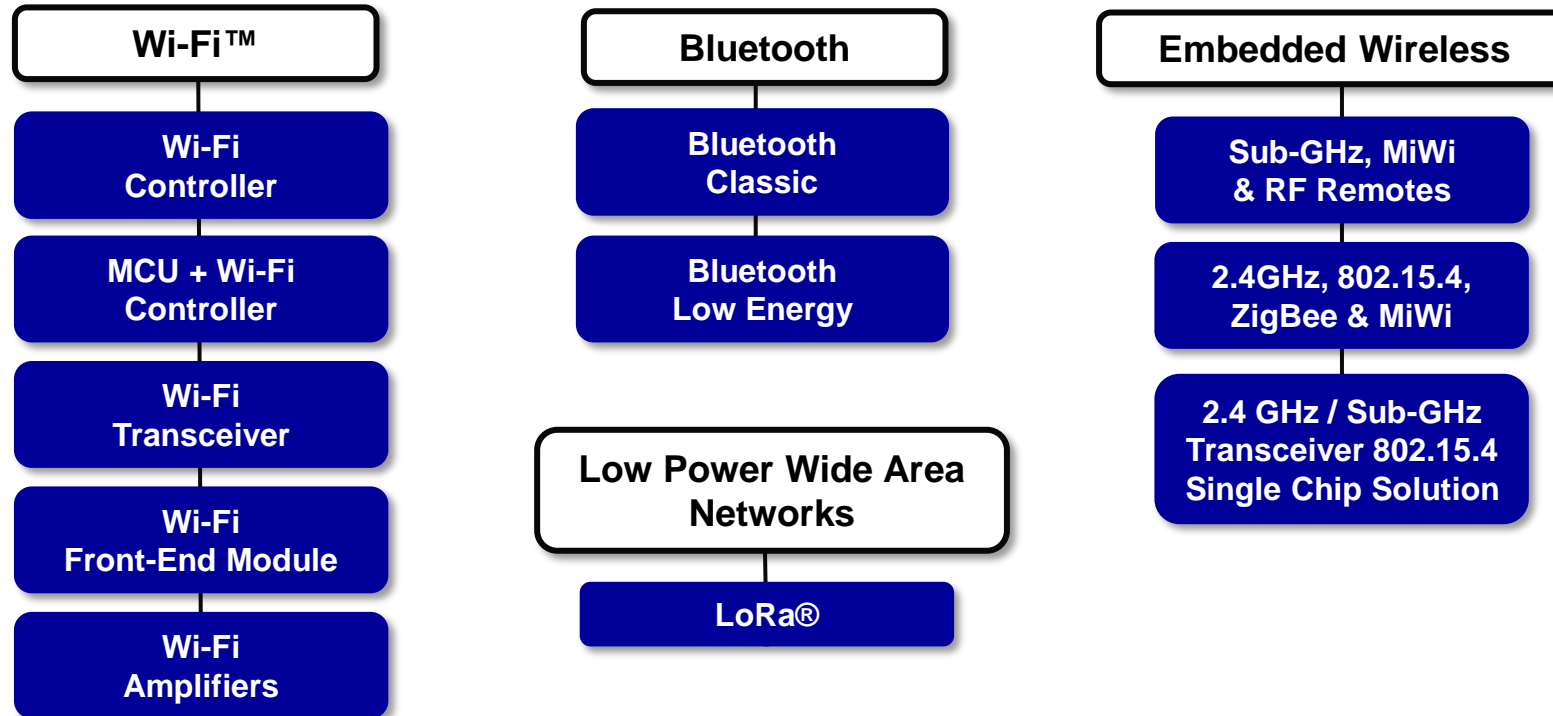 Wi-Fi™
Wi-Fi
Controller
MCU + Wi-Fi
Controller
Wi-Fi
Transceiver
Wi-Fi
Front-End Module
Wi-Fi
Amplifiers
Bluetooth
Bluetooth
Classic
Bluetooth
Low Energy
Low Power Wide Area
Networks
LoRa®
Embedded Wireless
Sub-GHz, MiWi
& RF Remotes
2.4GHz, 802.15.4,
ZigBee & MiWi
2.4 GHz / Sub-GHz
Transceiver 802.15.4
Single Chip Solution